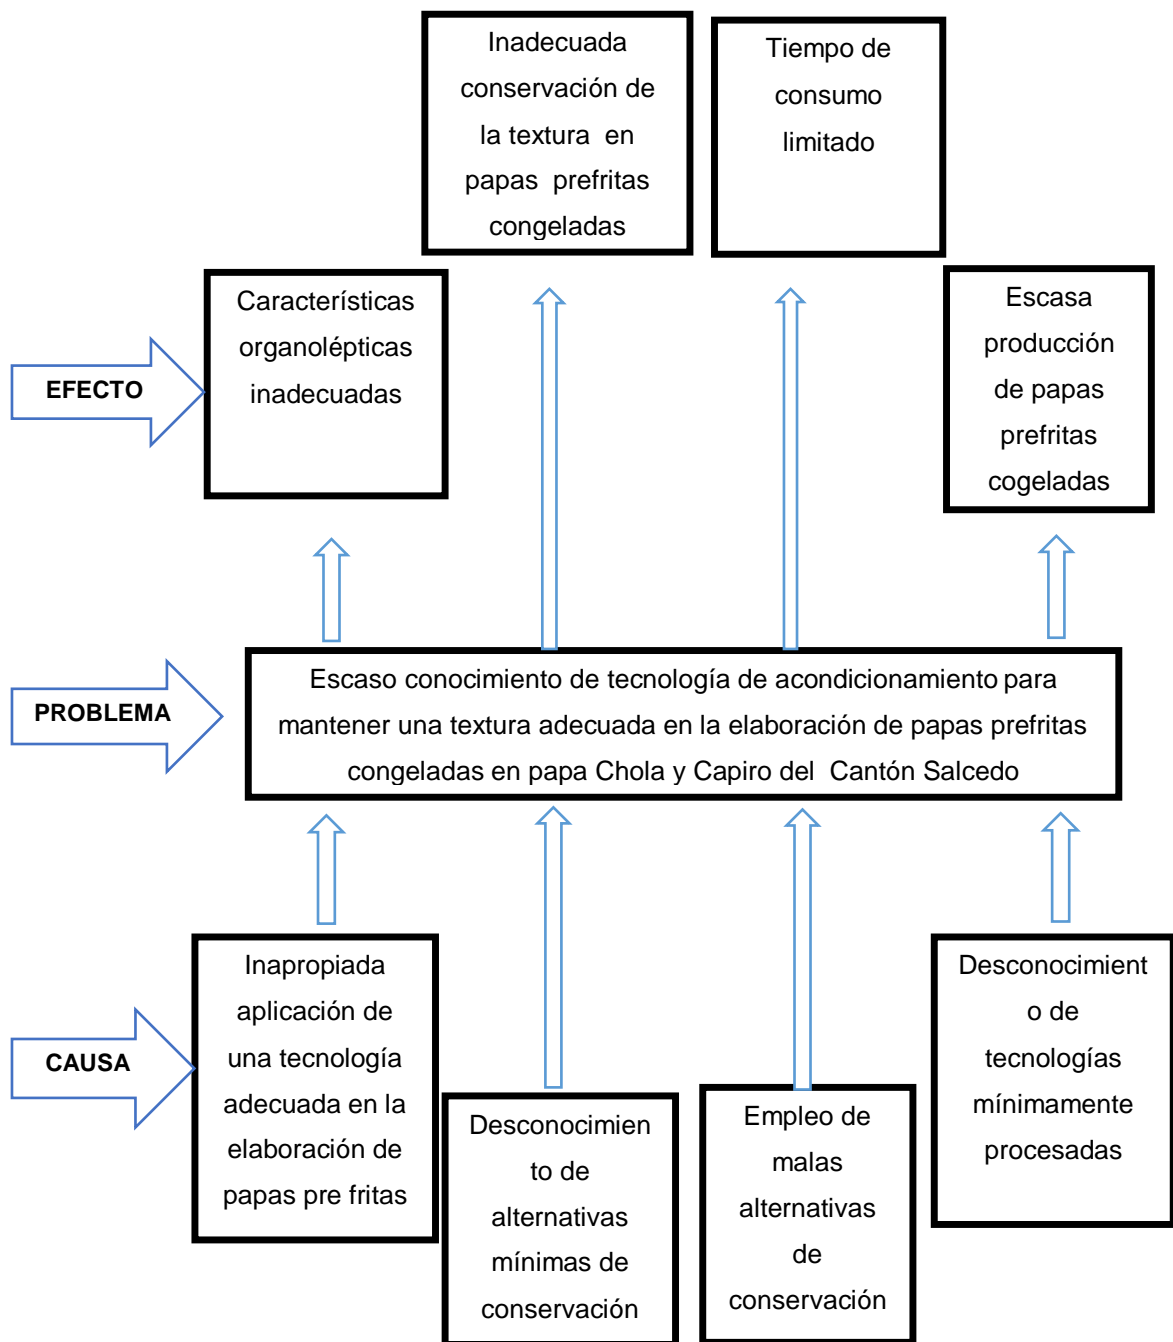 Inadecuada
conservación de
la textura en
papas prefritas
congeladas
Tiempo de
consumo
limitado
EFECTO
Características
organolépticas
inadecuadas
Escasa
producción
de papas
prefritas
cogeladas
PROBLEMA
Escaso conocimiento de tecnología de acondicionamiento para
mantener una textura adecuada en la elaboración de papas prefritas
congeladas en papa Chola y Capiro del Cantón Salcedo
CAUSA
Inapropiada
aplicación de
una tecnología
adecuada en la
elaboración de
papas pre fritas
Desconocimien
to de
alternativas
mínimas de
conservación
Empleo de
malas
alternativas
de
conservación
Desconocimient
o de
tecnologías
mínimamente
procesadas